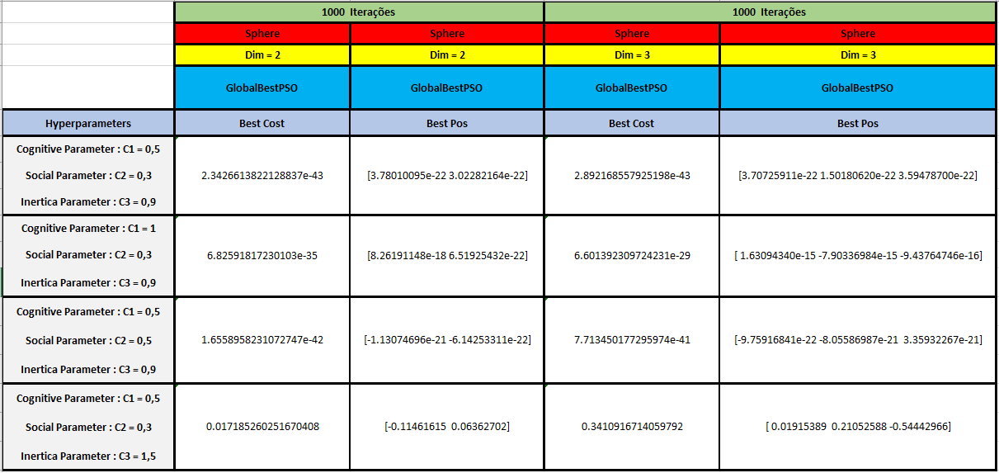 1000 Iterações 1000 Iterações
Sphere Sphere Sphere Sphere
Dim = 2 Dim = 2 Dim = 3 Dim = 3
GlobalBestPSO GlobalBestPSO GlobalBestPSO GlobalBestPSO
Hyperparameters Best Cost Best Pos Best Cost Best Pos
Cognitive Parameter : C1 = 0,5
Social Parameter : C2 = 0,3 2.3426613822128837e-43 [3.78010095e-22 3.02282164e-22] 2.892168557925198e-43 [3.70725911e-22 1.50180620e-22 3.59478700e-22]
Inertica Parameter : C3 = 0,9
Cognitive Parameter : C1 = 1
Social Parameter : C2 = 0,3 6.82591817230103e-35 [8.26191148e-18 6.51925432e-22] 6.601392309724231e-29 [ 1.63094340e-15 -7.90336984e-15 -9.43764746e-16]
Inertica Parameter : C3 = 0,9
Cognitive Parameter : C1 = 0,5
Social Parameter : C2 = 0,5 1.6558958231072747e-42 [-1.13074696e-21 -6.14253311e-22] 7.713450177295974e-41 [-9.75916841e-22 -8.05586987e-21 3.35932267e-21]
Inertica Parameter : C3 = 0,9
Cognitive Parameter : C1 = 0,5
Social Parameter : C2 = 0,3 0.017185260251670408 [-0.11461615 0.06362702] 0.3410916714059792 [ 0.01915389 0.21052588 -0.54442966]
Inertica Parameter : C3 = 1,5